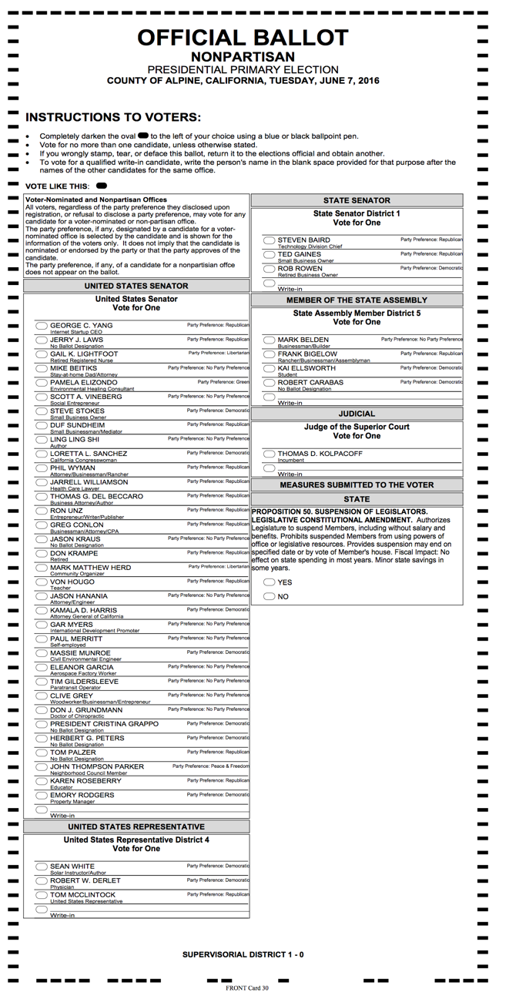 OFFICIAL BALLOT
NONPARTISAN
PRESIDENTIAL PRIMARY ELECTION
COUNTY OF ALPINE, CALIFORNIA, TUESDAY, JUNE 7, 2016
INSTRUCTIONS TO VOTERS:
• Completely darken the oval to the left of your choice using a blue or black ballpoint pen.
• Vote for no more than one candidate, unless otherwise stated.
• If you wrongly stamp, tear, or deface this ballot, return it to the elections official and obtain another.
• To vote for a qualified write-in candidate, write the person's name in the blank space provided for that purpose after the
names of the other candidates for the same office.
VOTE LIKE THIS:
Voter-Nominated and Nonpartisan Offices
All voters, regardless of the party preference they disclosed upon
registration, or refusal to disclose a party preference, may vote for any
candidate for a voter-nominated or non-partisan office.
The party preference, if any, designated by a candidate for a voter-
nominated office is selected by the candidate and is shown for the
information of the voters only. It does not imply that the candidate is
nominated or endorsed by the party or that the party approves of the
candidate.
The party preference, if any, of a candidate for a nonpartisian offce
does not appear on the ballot.
UNITED STATES SENATOR
United States Senator
Vote for One
GEORGE C. YANG Party Preference: Republican
Internet Startup CEO
JERRY J. LAWS Party Preference: Republican
No Ballot Designation
GAIL K. LIGHTFOOT Party Preference: Libertarian
Retired Registered Nurse
MIKE BEITIKS Party Preference: No Party Preference
Stay-at-home Dad/Attorney
PAMELA ELIZONDO Party Preference: Green
Environmental Healing Consultant
SCOTT A. VINEBERG Party Preference: No Party Preference
Social Entrepreneur
STEVE STOKES Party Preference: Democratic
Small Business Owner
DUF SUNDHEIM Party Preference: Republican
Small Businessman/Mediator
LING LING SHI Party Preference: No Party Preference
Author
LORETTA L. SANCHEZ Party Preference: Democratic
California Congresswoman
PHIL WYMAN Party Preference: Republican
Attorney/Businessman/Rancher
JARRELL WILLIAMSON Party Preference: Republican
Health Care Lawyer
THOMAS G. DEL BECCARO Party Preference: Republican
Business Attorney/Author
RON UNZ Party Preference: Republican
Entrepreneur/Writer/Publisher
GREG CONLON Party Preference: Republican
Businessman/Attorney/CPA
JASON KRAUS Party Preference: No Party Preference
No Ballot Designation
DON KRAMPE Party Preference: Republican
Retired
MARK MATTHEW HERD Party Preference: Libertarian
Community Organizer
VON HOUGO Party Preference: Republican
Teacher
JASON HANANIA Party Preference: No Party Preference
Attorney/Engineer
KAMALA D. HARRIS Party Preference: Democratic
Attorney General of California
GAR MYERS Party Preference: No Party Preference
International Development Promoter
PAUL MERRITT Party Preference: No Party Preference
Self-employed
MASSIE MUNROE Party Preference: Democratic
Civil Environmental Engineer
ELEANOR GARCIA Party Preference: No Party Preference
Aerospace Factory Worker
TIM GILDERSLEEVE Party Preference: No Party Preference
Paratransit Operator
CLIVE GREY Party Preference: No Party Preference
Woodworker/Businessman/Entrepreneur
DON J. GRUNDMANN Party Preference: No Party Preference
Doctor of Chiropractic
PRESIDENT CRISTINA GRAPPO Party Preference: Democratic
No Ballot Designation
HERBERT G. PETERS Party Preference: Democratic
No Ballot Designation
TOM PALZER Party Preference: Republican
No Ballot Designation
JOHN THOMPSON PARKER Party Preference: Peace & Freedom
Neighborhood Council Member
KAREN ROSEBERRY Party Preference: Republican
Educator
EMORY RODGERS Party Preference: Democratic
Property Manager
Write-in
UNITED STATES REPRESENTATIVE
United States Representative District 4
Vote for One
SEAN WHITE Party Preference: Democratic
Solar Instructor/Author
ROBERT W. DERLET Party Preference: Democratic
Physician
TOM MCCLINTOCK Party Preference: Republican
United States Representative
Write-in
STATE SENATOR
State Senator District 1
Vote for One
STEVEN BAIRD Party Preference: Republican
Technology Division Chief
TED GAINES Party Preference: Republican
Small Business Owner
ROB ROWEN Party Preference: Democratic
Retired Business Owner
Write-in
MEMBER OF THE STATE ASSEMBLY
State Assembly Member District 5
Vote for One
MARK BELDEN Party Preference: No Party Preference
Businessman/Builder
FRANK BIGELOW Party Preference: Republican
Rancher/Businessman/Assemblyman
KAI ELLSWORTH Party Preference: Democratic
Student
ROBERT CARABAS Party Preference: Democratic
No Ballot Designation
Write-in
JUDICIAL
Judge of the Superior Court
Vote for One
THOMAS D. KOLPACOFF
Incumbent
Write-in
MEASURES SUBMITTED TO THE VOTER
STATE
PROPOSITION 50. SUSPENSION OF LEGISLATORS.
LEGISLATIVE CONSTITUTIONAL AMENDMENT. Authorizes
Legislature to suspend Members, including without salary and
benefits. Prohibits suspended Members from using powers of
office or legislative resources. Provides suspension may end on
specified date or by vote of Member's house. Fiscal Impact: No
effect on state spending in most years. Minor state savings in
some years.
YES
NO
SUPERVISORIAL DISTRICT 1 - 0
FRONT Card 30